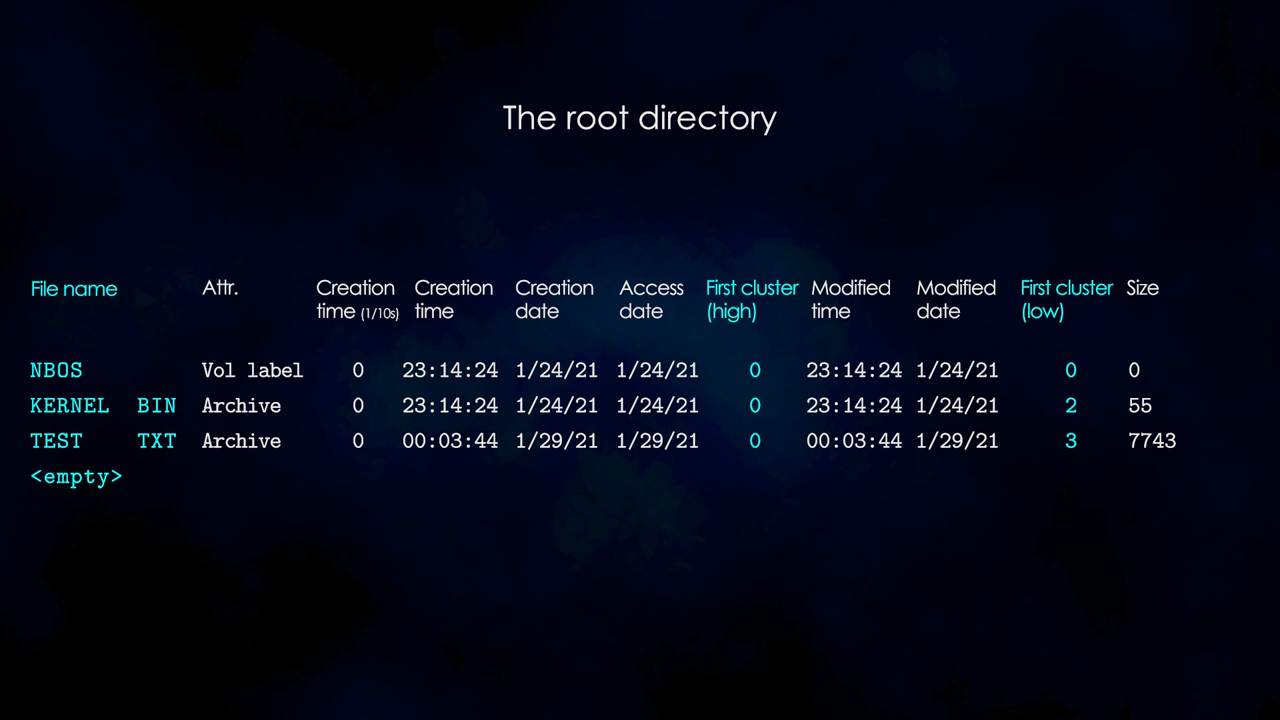 The root directory
File name Attr. Creation time (1/10s) Creation time Creation date Access date First cluster (high) Modified time Modified date First cluster (low) Size
NBOS Vol label 0 23:14:24 1/24/21 1/24/21 0 23:14:24 1/24/21 0 0
KERNEL BIN Archive 0 23:14:24 1/24/21 1/24/21 0 23:14:24 1/24/21 2 55
TEST TXT Archive 0 00:03:44 1/29/21 1/29/21 0 00:03:44 1/29/21 3 7743
<empty>